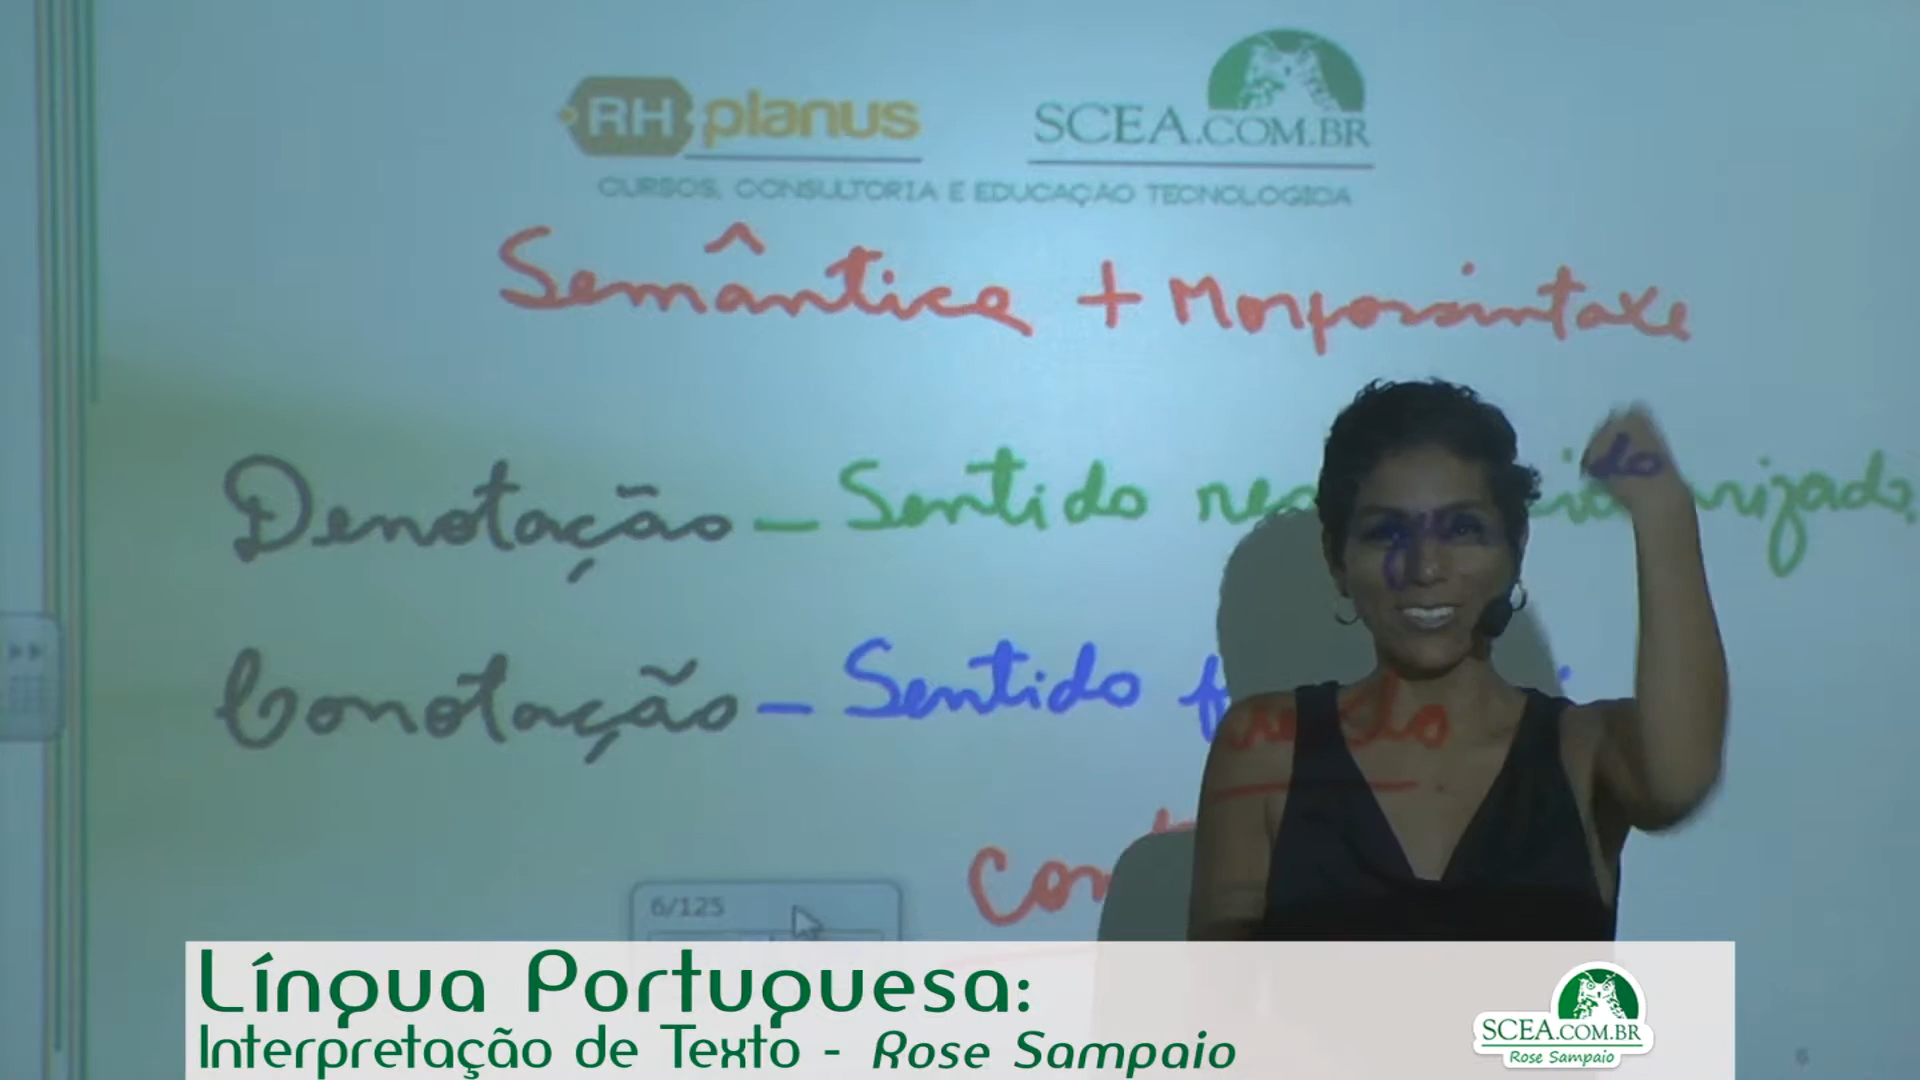 RH planus SCEA.COM.BR
CURSOS, CONSULTORIA E EDUCAÇÃO TECNOLOGICA
Semântica + Morfossintaxe
Denotação – Sentido
Conotação – Sentido
6/125
Língua Portuguesa:
Interpretação de Texto - Rose Sampaio
SCEA.COM.BR
Rose Sampaio
6